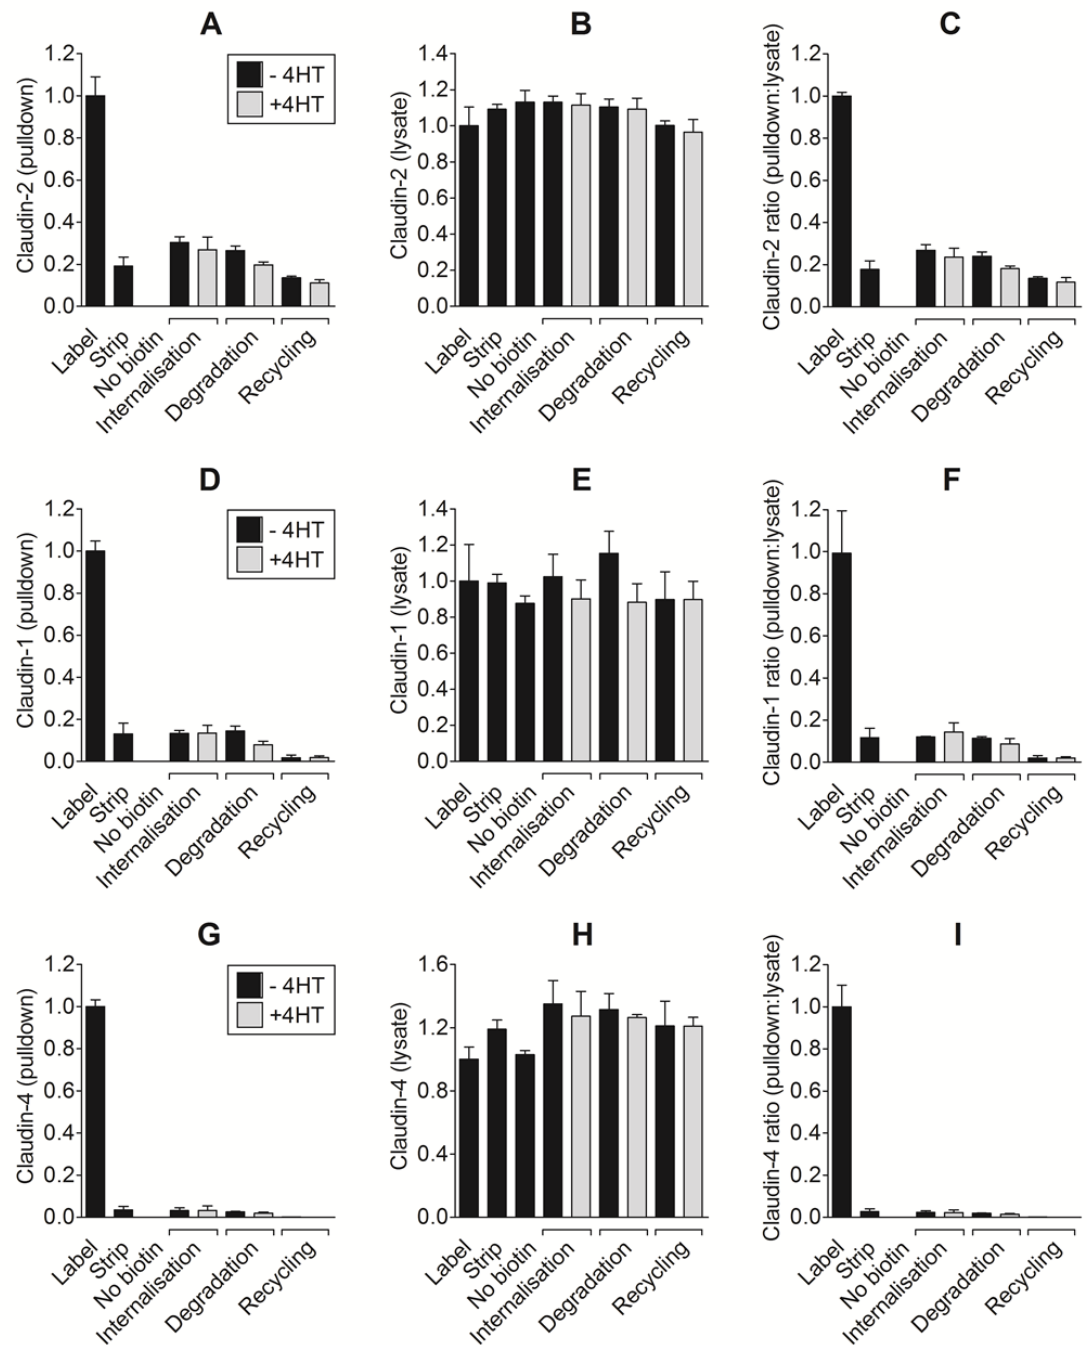 A
Claudin-2 (pulldown)
1.2
1.0
0.8
0.6
0.4
0.2
0.0
- 4HT
+4HT
Label
Strip
No biotin
Internalisation
Degradation
Recycling
B
Claudin-2 (lysate)
1.4
1.2
1.0
0.8
0.6
0.4
0.2
0.0
Label
Strip
No biotin
Internalisation
Degradation
Recycling
C
Claudin-2 ratio (pulldown:lysate)
1.2
1.0
0.8
0.6
0.4
0.2
0.0
Label
Strip
No biotin
Internalisation
Degradation
Recycling
D
Claudin-1 (pulldown)
1.2
1.0
0.8
0.6
0.4
0.2
0.0
- 4HT
+4HT
Label
Strip
No biotin
Internalisation
Degradation
Recycling
E
Claudin-1 (lysate)
1.4
1.2
1.0
0.8
0.6
0.4
0.2
0.0
Label
Strip
No biotin
Internalisation
Degradation
Recycling
F
Claudin-1 ratio (pulldown:lysate)
1.2
1.0
0.8
0.6
0.4
0.2
0.0
Label
Strip
No biotin
Internalisation
Degradation
Recycling
G
Claudin-4 (pulldown)
1.2
1.0
0.8
0.6
0.4
0.2
0.0
- 4HT
+4HT
Label
Strip
No biotin
Internalisation
Degradation
Recycling
H
Claudin-4 (lysate)
1.6
1.2
0.8
0.4
0.0
Label
Strip
No biotin
Internalisation
Degradation
Recycling
I
Claudin-4 ratio (pulldown:lysate)
1.2
1.0
0.8
0.6
0.4
0.2
0.0
Label
Strip
No biotin
Internalisation
Degradation
Recycling